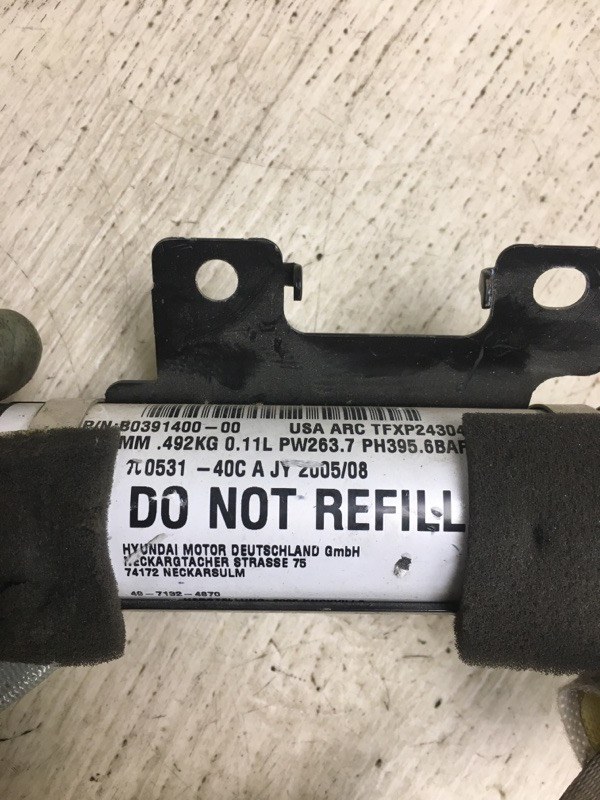 P/N: B0391400-00 USA ARC TFXP24304
MM .492KG 0.11L PW263.7 PH395.6BAR
π0531 -40C A JY 2005/08
DO NOT REFILL
HYUNDAI MOTOR DEUTSCHLAND GmbH
NECKARGTACHER STRASSE 75
74172 NECKARSULM